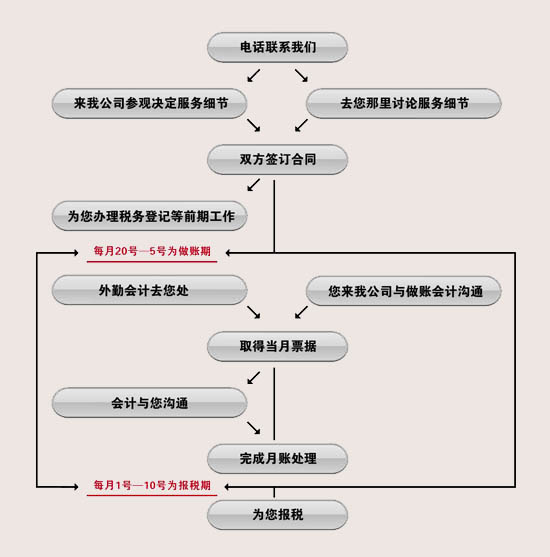 电话联系我们
来我公司参观决定服务细节
去您那里讨论服务细节
双方签订合同
为您办理税务登记等前期工作
每月20号—5号为做账期
外勤会计去您处
您来我公司与做账会计沟通
取得当月票据
会计与您沟通
完成月账处理
每月1号—10号为报税期
为您报税